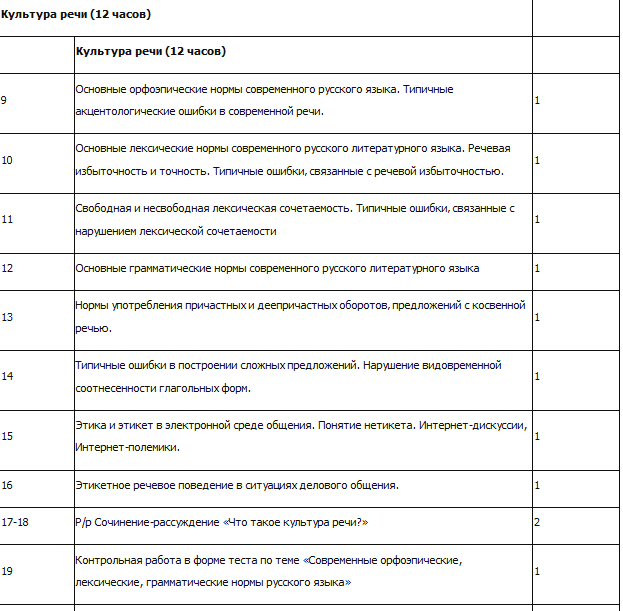 Культура речи (12 часов)
Культура речи (12 часов)
9 Основные орфоэпические нормы современного русского языка. Типичные
акцентологические ошибки в современной речи. 1
10 Основные лексические нормы современного русского литературного языка. Речевая
избыточность и точность. Типичные ошибки, связанные с речевой избыточностью. 1
11 Свободная и несвободная лексическая сочетаемость. Типичные ошибки, связанные с
нарушением лексической сочетаемости 1
12 Основные грамматические нормы современного русского литературного языка 1
13 Нормы употребления причастных и деепричастных оборотов, предложений с косвенной
речью. 1
14 Типичные ошибки в построении сложных предложений. Нарушение видовременной
соотнесенности глагольных форм. 1
15 Этика и этикет в электронной среде общения. Понятие нетикета. Интернет-дискуссии,
Интернет-полемики. 1
16 Этикетное речевое поведение в ситуациях делового общения. 1
17-18 Р/р Сочинение-рассуждение «Что такое культура речи?» 2
19 Контрольная работа в форме теста по теме «Современные орфоэпические,
лексические, грамматические нормы русского языка» 1